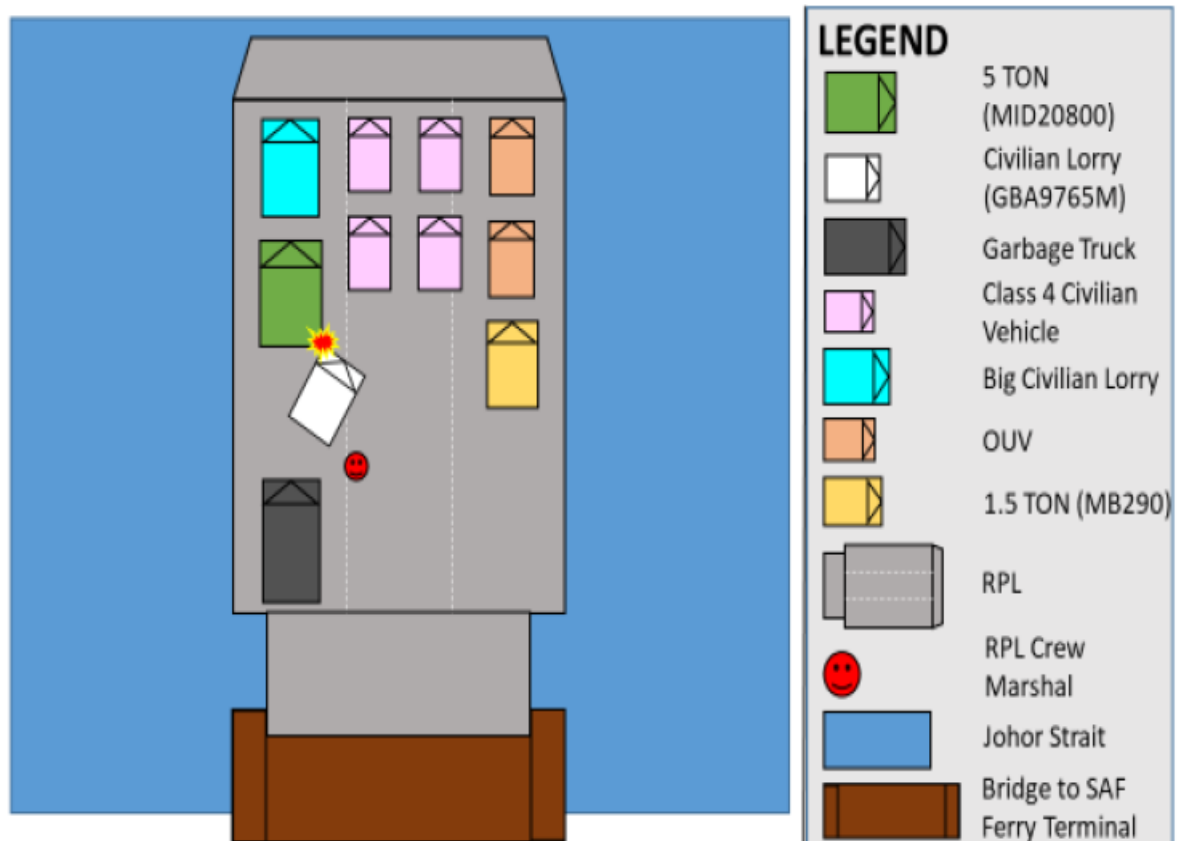 LEGEND
5 TON
(MID20800)
Civilian Lorry
(GBA9765M)
Garbage Truck
Class 4 Civilian
Vehicle
Big Civilian Lorry
OUV
1.5 TON (MB290)
RPL
RPL Crew
Marshal
Johor Strait
Bridge to SAF
Ferry Terminal